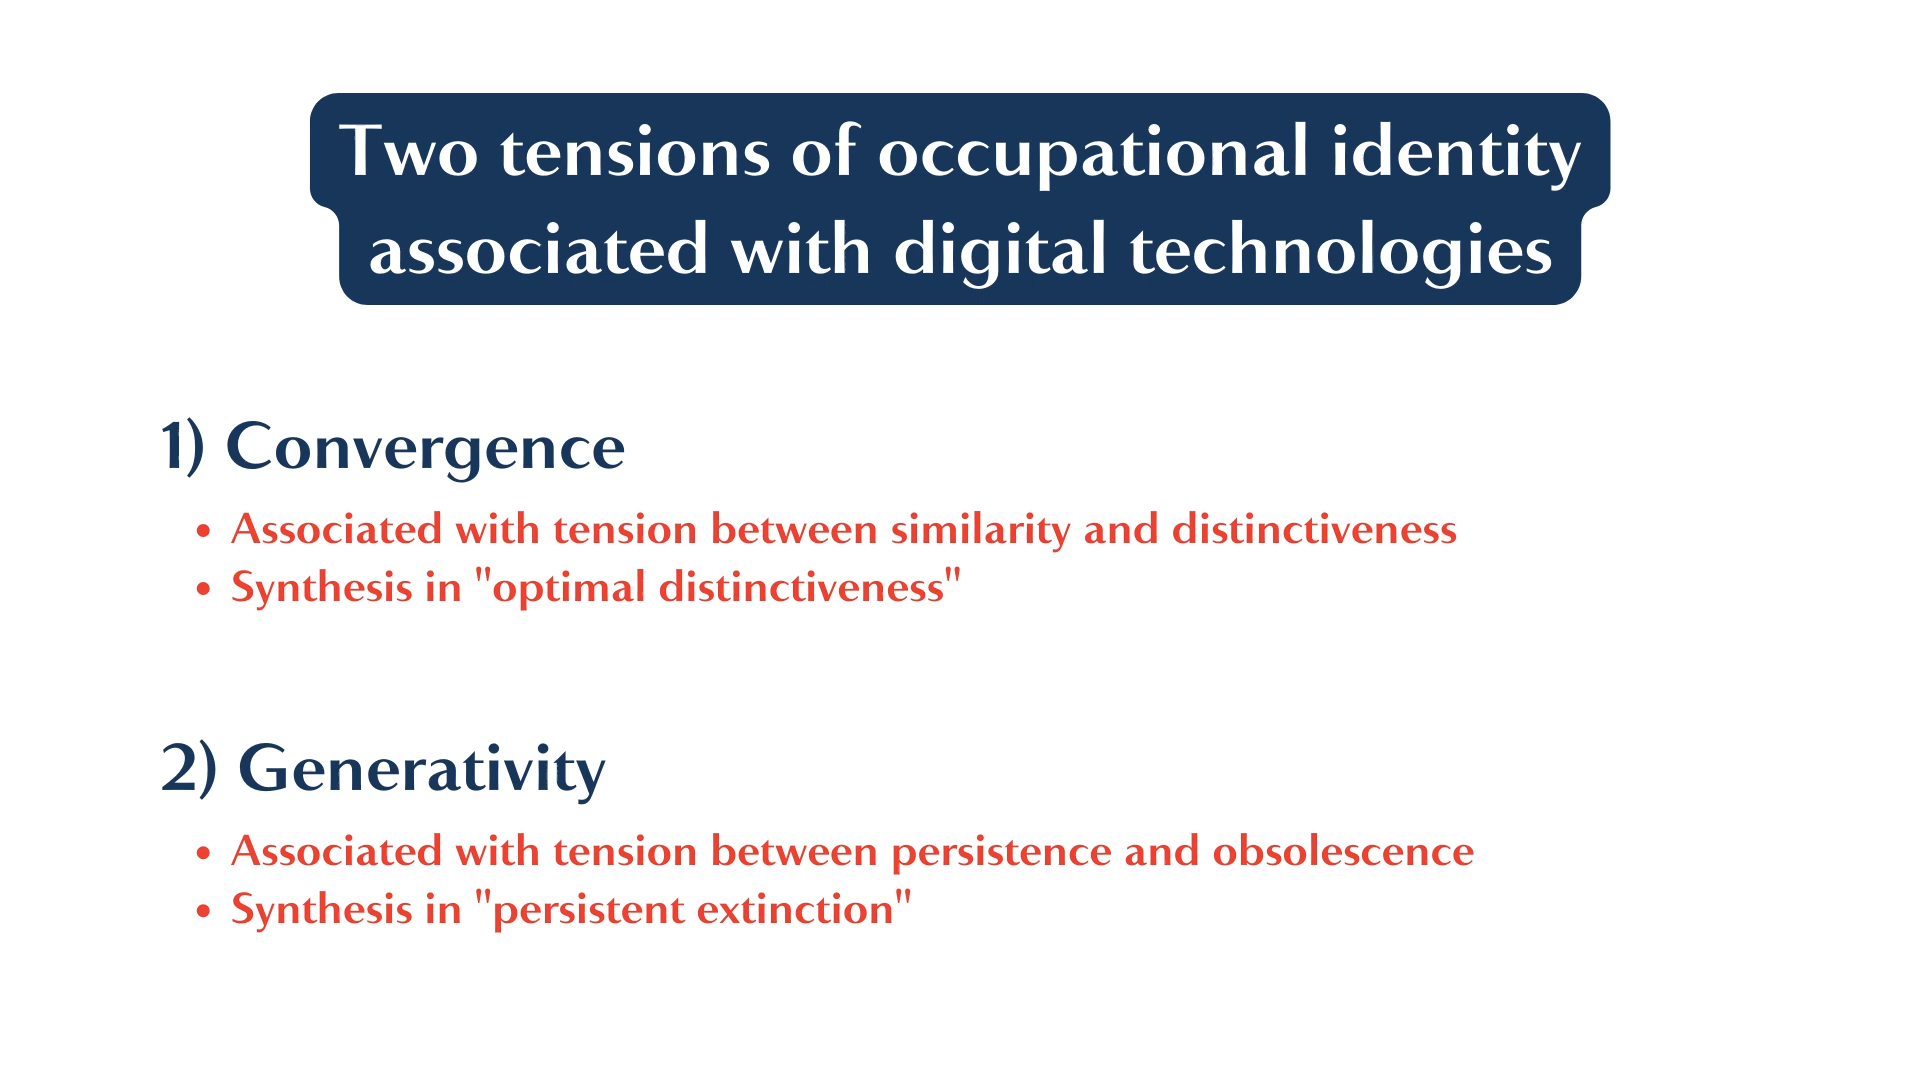 Two tensions of occupational identity
associated with digital technologies
1) Convergence
• Associated with tension between similarity and distinctiveness
• Synthesis in "optimal distinctiveness"
2) Generativity
• Associated with tension between persistence and obsolescence
• Synthesis in "persistent extinction"